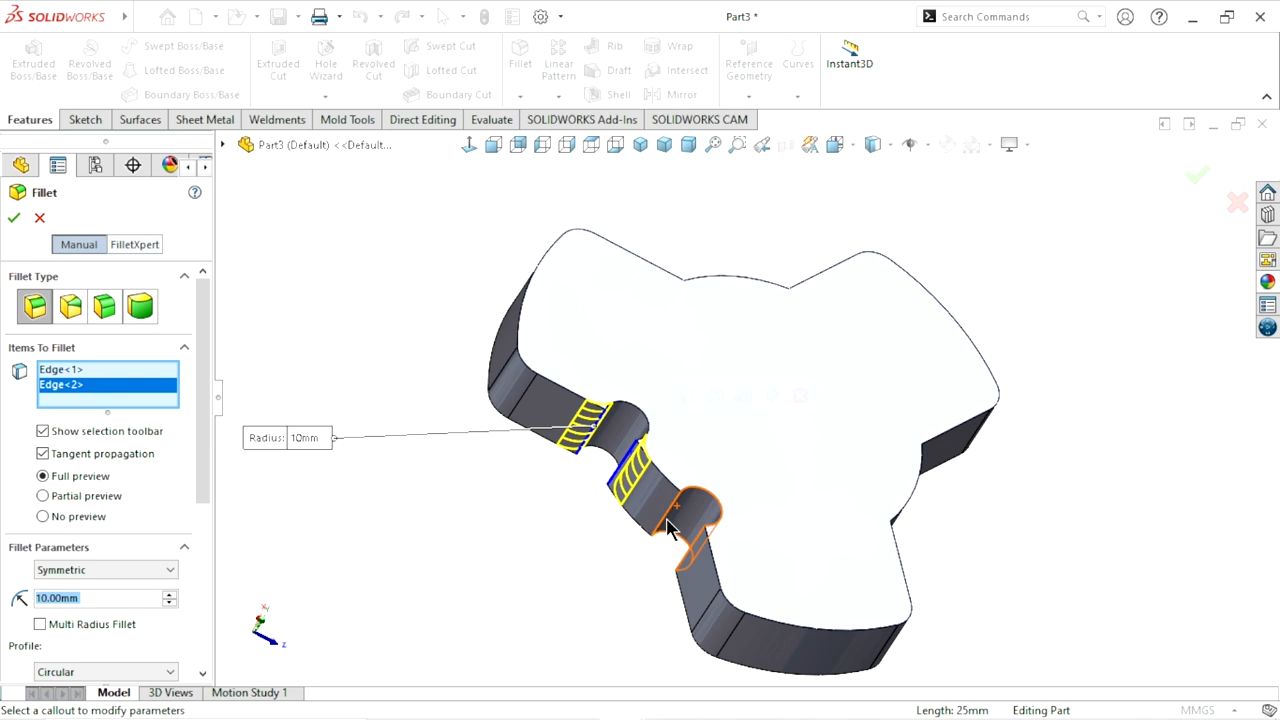 SOLIDWORKS
Part3 *
Search Commands
Extruded Boss/Base
Revolved Boss/Base
Swept Boss/Base
Lofted Boss/Base
Boundary Boss/Base
Extruded Cut
Hole Wizard
Revolved Cut
Swept Cut
Lofted Cut
Boundary Cut
Fillet
Linear Pattern
Rib
Draft
Shell
Wrap
Intersect
Mirror
Reference Geometry
Curves
Instant3D
Features
Sketch
Surfaces
Sheet Metal
Weldments
Mold Tools
Direct Editing
Evaluate
SOLIDWORKS Add-Ins
SOLIDWORKS CAM
Part3 (Default) <<Default...
Fillet
Manual
FilletXpert
Fillet Type
Items To Fillet
Edge<1>
Edge<2>
Show selection toolbar
Tangent propagation
Full preview
Partial preview
No preview
Fillet Parameters
Symmetric
10.00mm
Multi Radius Fillet
Profile:
Circular
Radius: 10mm
Model
3D Views
Motion Study 1
Select a callout to modify parameters
Length: 25mm
Editing Part
MMGS